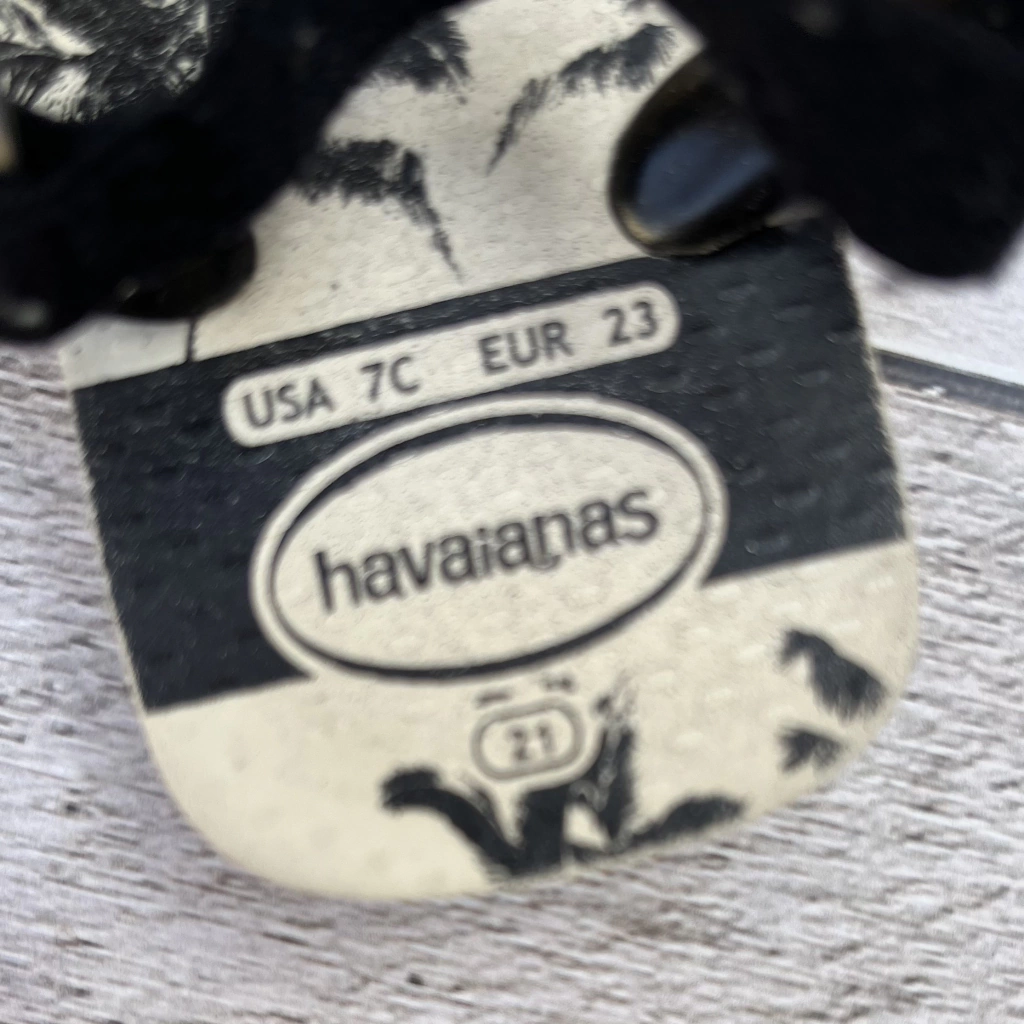 USA 7C EUR 23
havaianas
21